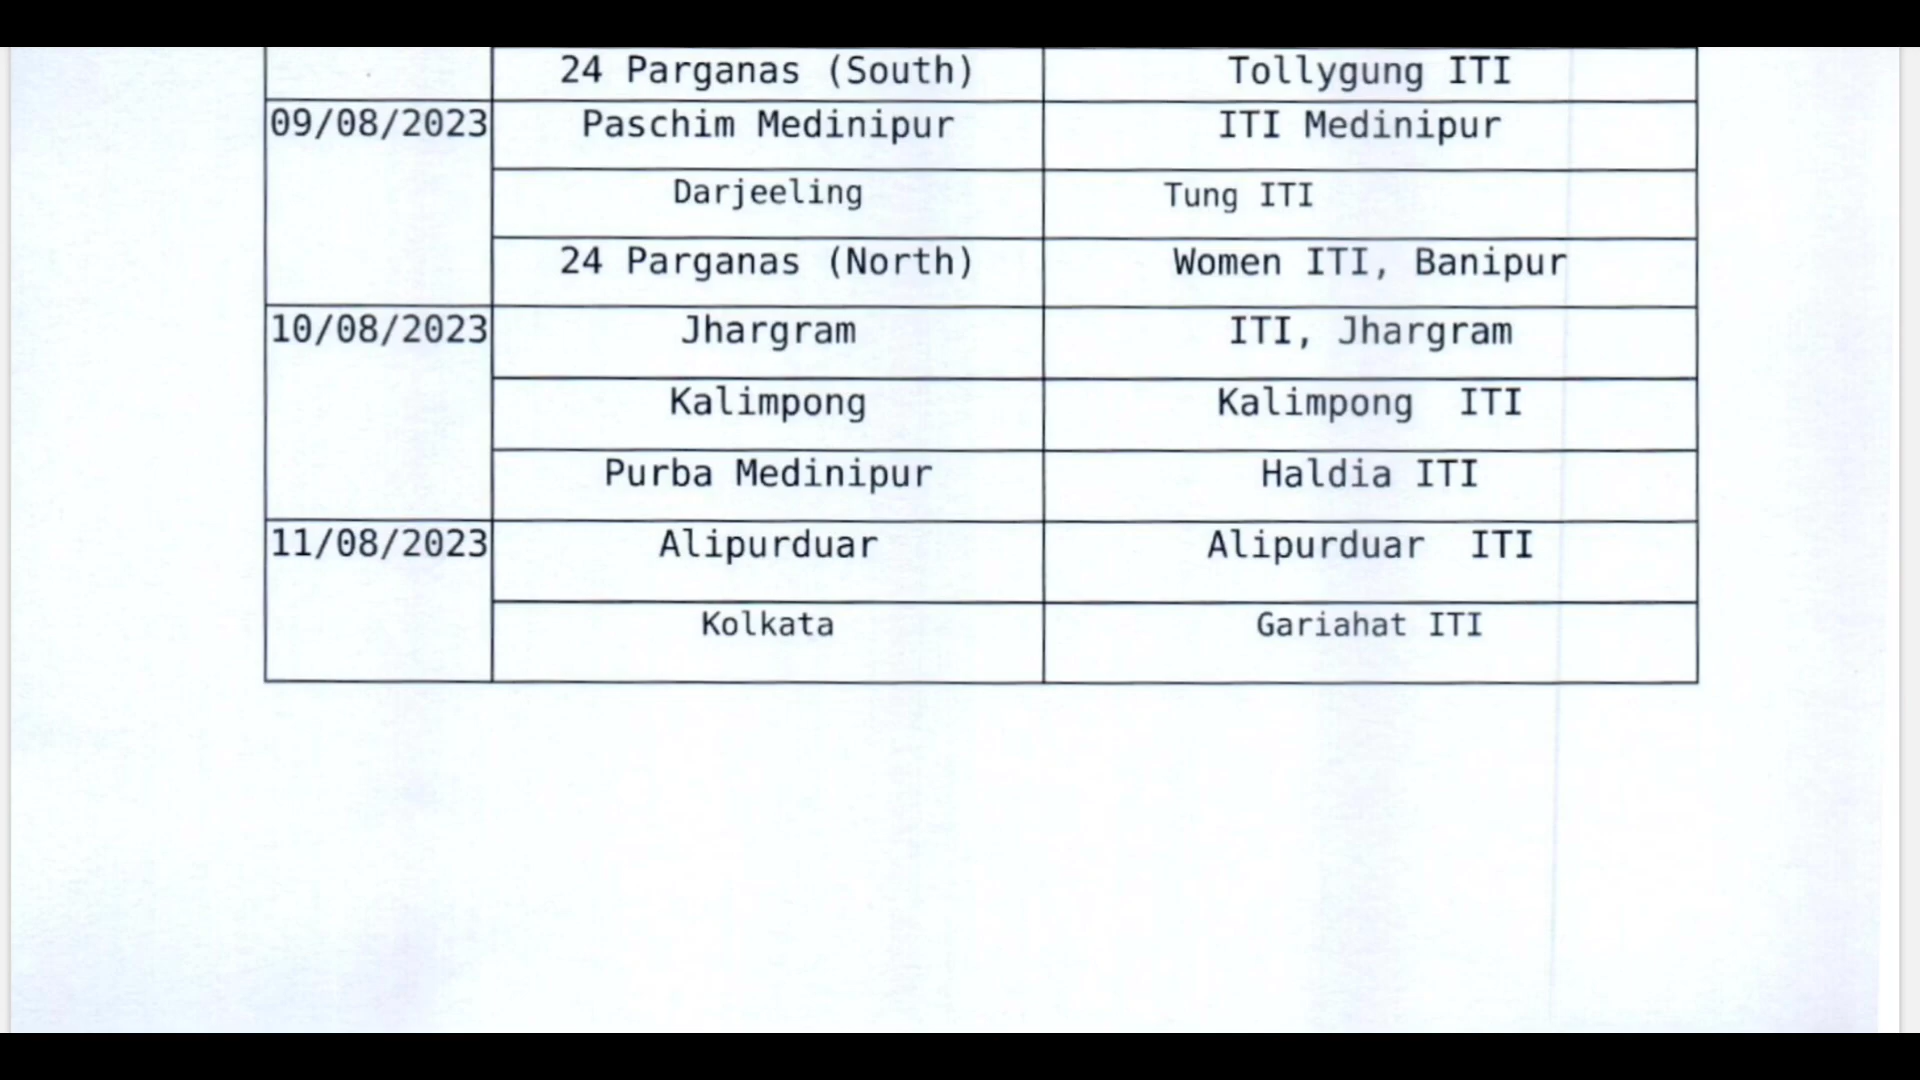 24 Parganas (South) Tollygung ITI
09/08/2023 Paschim Medinipur ITI Medinipur
Darjeeling Tung ITI
24 Parganas (North) Women ITI, Banipur
10/08/2023 Jhargram ITI, Jhargram
Kalimpong Kalimpong ITI
Purba Medinipur Haldia ITI
11/08/2023 Alipurduar Alipurduar ITI
Kolkata Gariahat ITI